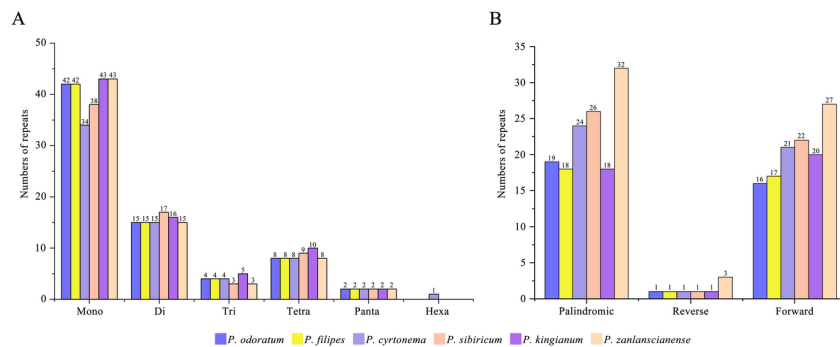 A
B
Numbers of repeats
50
40
30
20
10
0
42 42 34 38 43 43
15 15 15 17 16 15
4 4 4 3 5 3
8 8 8 9 10 8
2 2 2 2 2 2
1
Mono Di Tri Tetra Panta Hexa
Numbers of repeats
35
30
25
20
15
10
5
0
19 18 24 26 18 32
1 1 1 1 1 3
16 17 21 22 20 27
Palindromic Reverse Forward
P. odoratum P. filipes P. cyrtonema P. sibiricum P. kingianum P. zanlanscianense